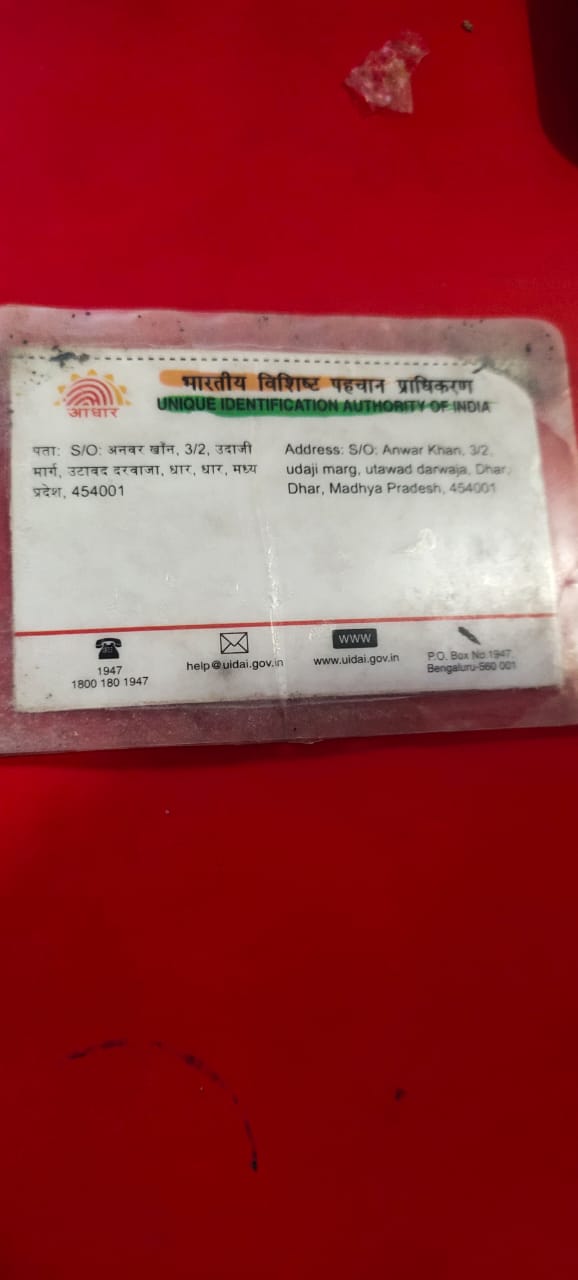 भारतीय विशिष्ट पहचान प्राधिकरण
UNIQUE IDENTIFICATION AUTHORITY OF INDIA
आधार
पता: S/O: अनवर खाँन, 3/2, उदाजी
मार्ग, उटावद दरवाजा, धार, धार, मध्य
प्रदेश, 454001
Address: S/O: Anwar Khan, 3/2,
udaji marg, utawad darwaja, Dhar,
Dhar, Madhya Pradesh, 454001
1947
1800 180 1947
help@uidai.gov.in
www
www.uidai.gov.in
P.O. Box No.1947,
Bengaluru-560 001